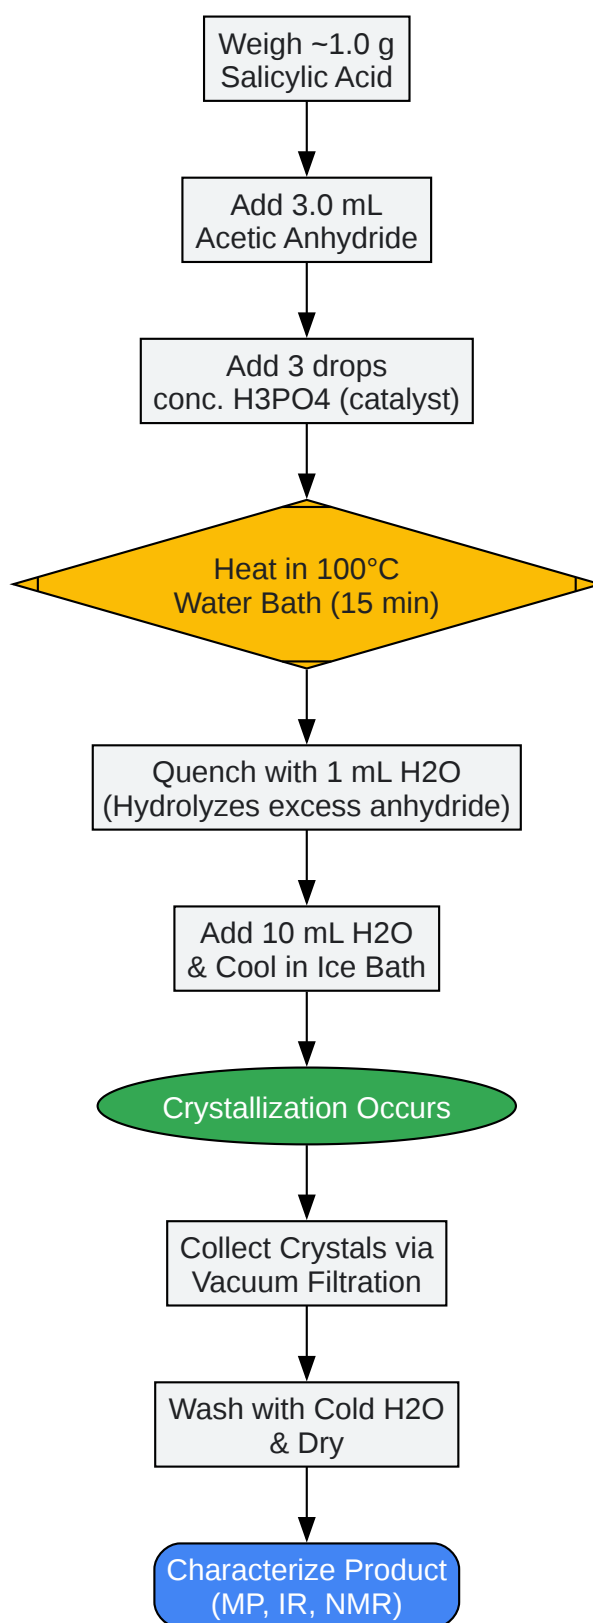 Weigh ~1.0 g
Salicylic Acid
Add 3.0 mL
Acetic Anhydride
Add 3 drops
conc. H3PO4 (catalyst)
Heat in 100°C
Water Bath (15 min)
Quench with 1 mL H2O
(Hydrolyzes excess anhydride)
Add 10 mL H2O
& Cool in Ice Bath
Crystallization Occurs
Collect Crystals via
Vacuum Filtration
Wash with Cold H2O
& Dry
Characterize Product
(MP, IR, NMR)